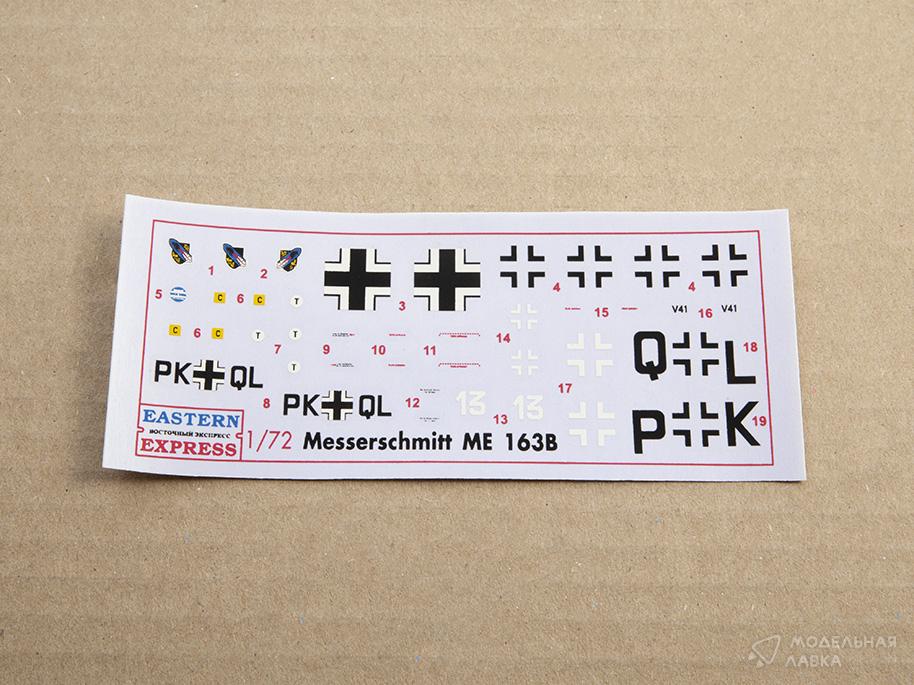 1 2 3 4 4
5 C 6 C T 15 V41 16 V41
C 6 C T T 7 9 10 11 14
Q L 18
PK QL 8 PK QL 12 13 13 13 17
P K 19
EASTERN
ВОСТОЧНЫЙ ЭКСПРЕСС
EXPRESS
1/72 Messerschmitt ME 163B
МОДЕЛЬНАЯ
ЛАВКА